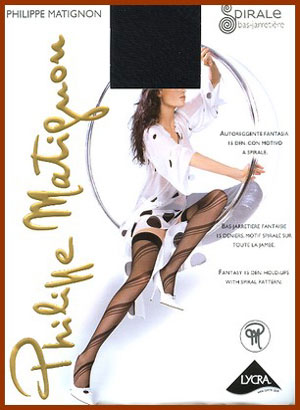 PHILIPPE MATIGNON
SPIRALE
bas-jarretière
Philippe Matignon
AUTOREGGENTE FANTASIA
15 DEN. CON MOTIVO
A SPIRALE.
BAS JARRETIERE FANTAISIE
15 DENIERS, MOTIF SPIRALE SUR
TOUTE LA JAMBE.
FANTASY 15 DEN. HOLD-UPS
WITH SPIRAL PATTERN.
LYCRA